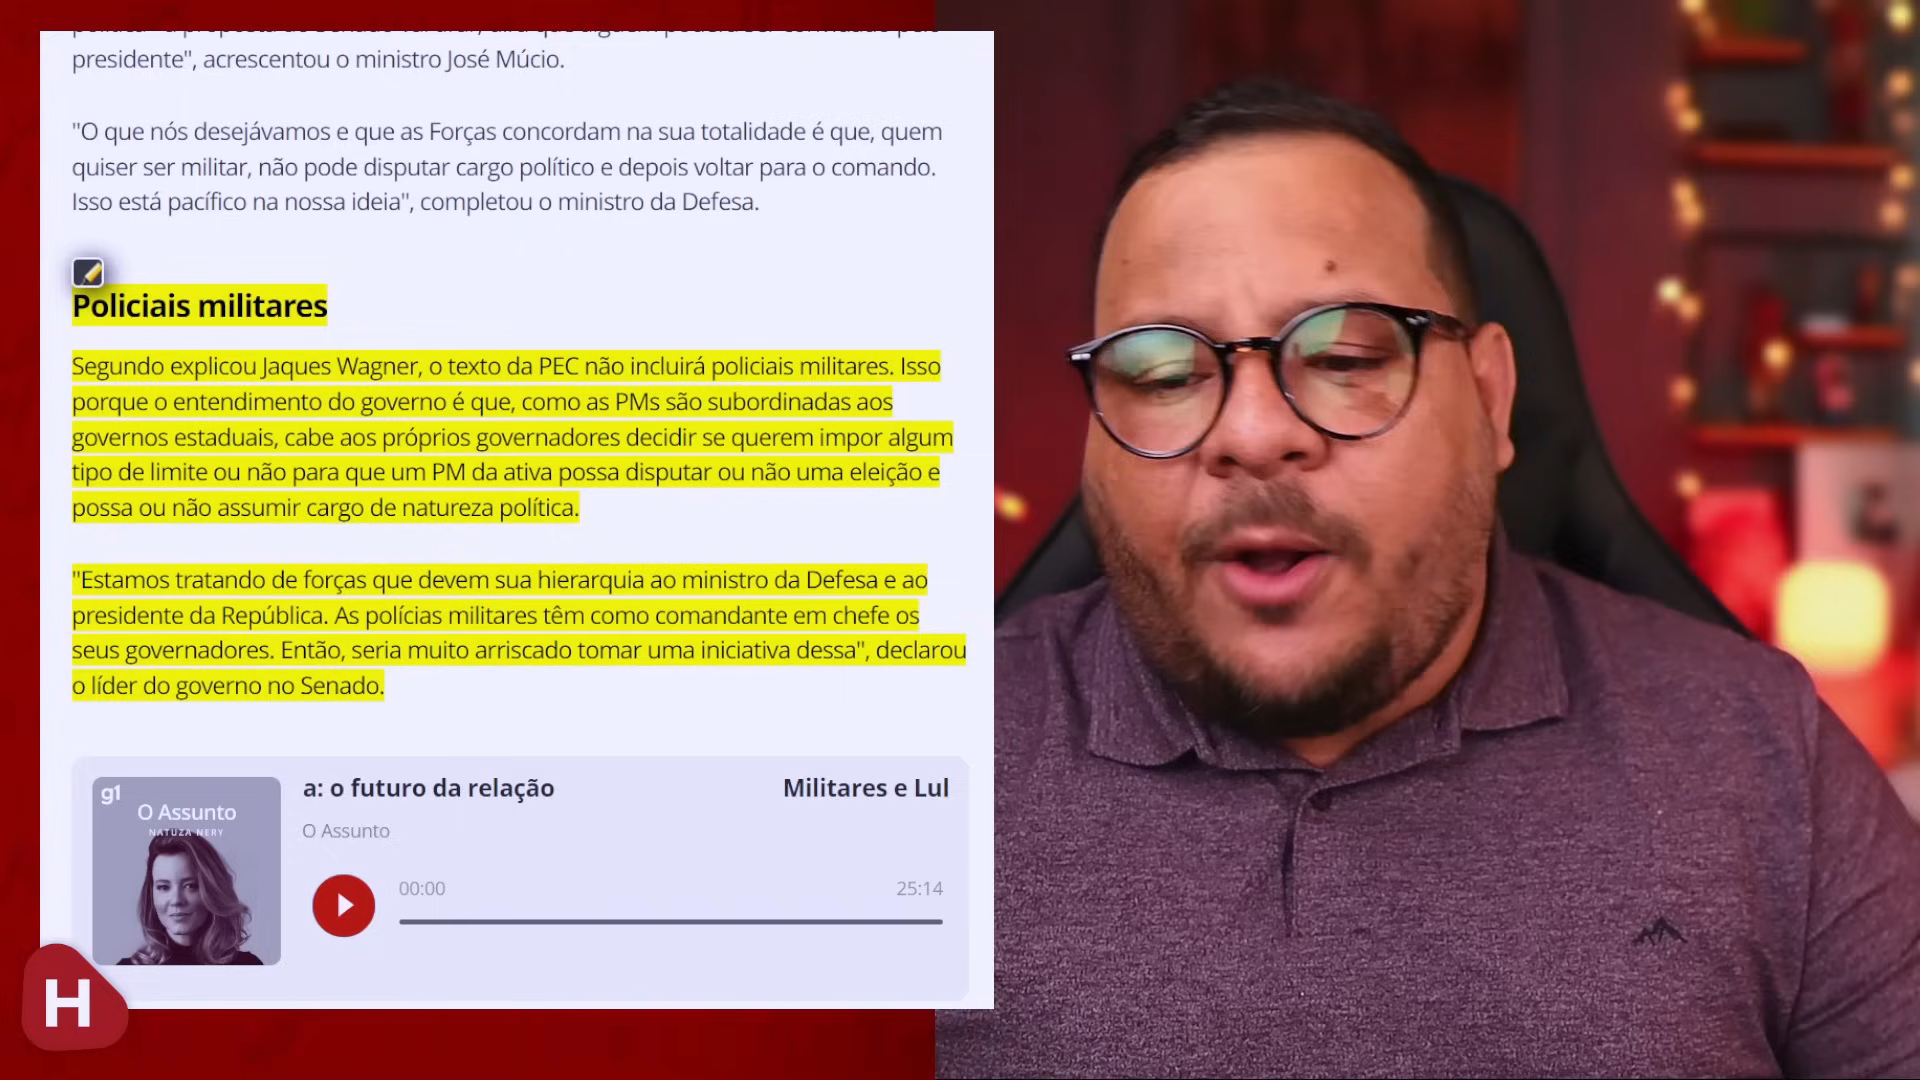 presidente", acrescentou o ministro José Múcio.
"O que nós desejávamos e que as Forças concordam na sua totalidade é que, quem
quiser ser militar, não pode disputar cargo político e depois voltar para o comando.
Isso está pacífico na nossa ideia", completou o ministro da Defesa.
Policiais militares
Segundo explicou Jaques Wagner, o texto da PEC não incluirá policiais militares. Isso
porque o entendimento do governo é que, como as PMs são subordinadas aos
governos estaduais, cabe aos próprios governadores decidir se querem impor algum
tipo de limite ou não para que um PM da ativa possa disputar ou não uma eleição e
possa ou não assumir cargo de natureza política.
"Estamos tratando de forças que devem sua hierarquia ao ministro da Defesa e ao
presidente da República. As polícias militares têm como comandante em chefe os
seus governadores. Então, seria muito arriscado tomar uma iniciativa dessa", declarou
o líder do governo no Senado.
g1
O Assunto
NATUZA NERY
a: o futuro da relação Militares e Lul
O Assunto
00:00 25:14
H